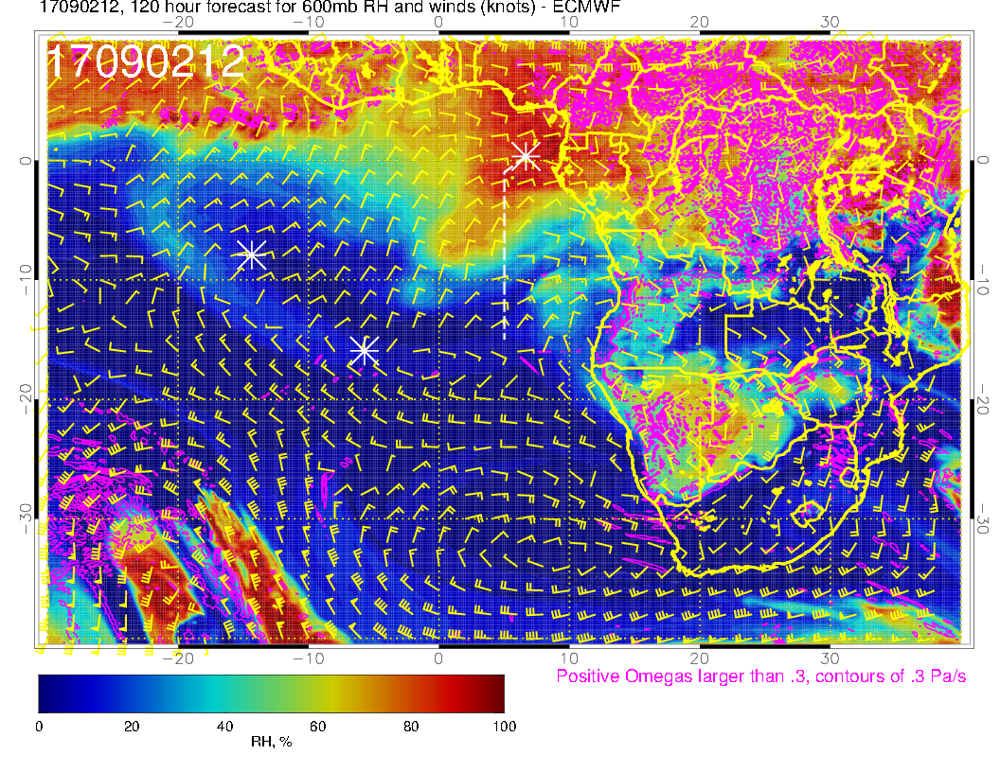 17090212, 120 hour forecast for 600mb RH and winds (knots) - ECMWF
−20 −10 0 10 20 30
17090212
0 0
−10 −10
−20 −20
−30 −30
−20 −10 0 10 20 30
Positive Omegas larger than .3, contours of .3 Pa/s
0 20 40 60 80 100
RH, %